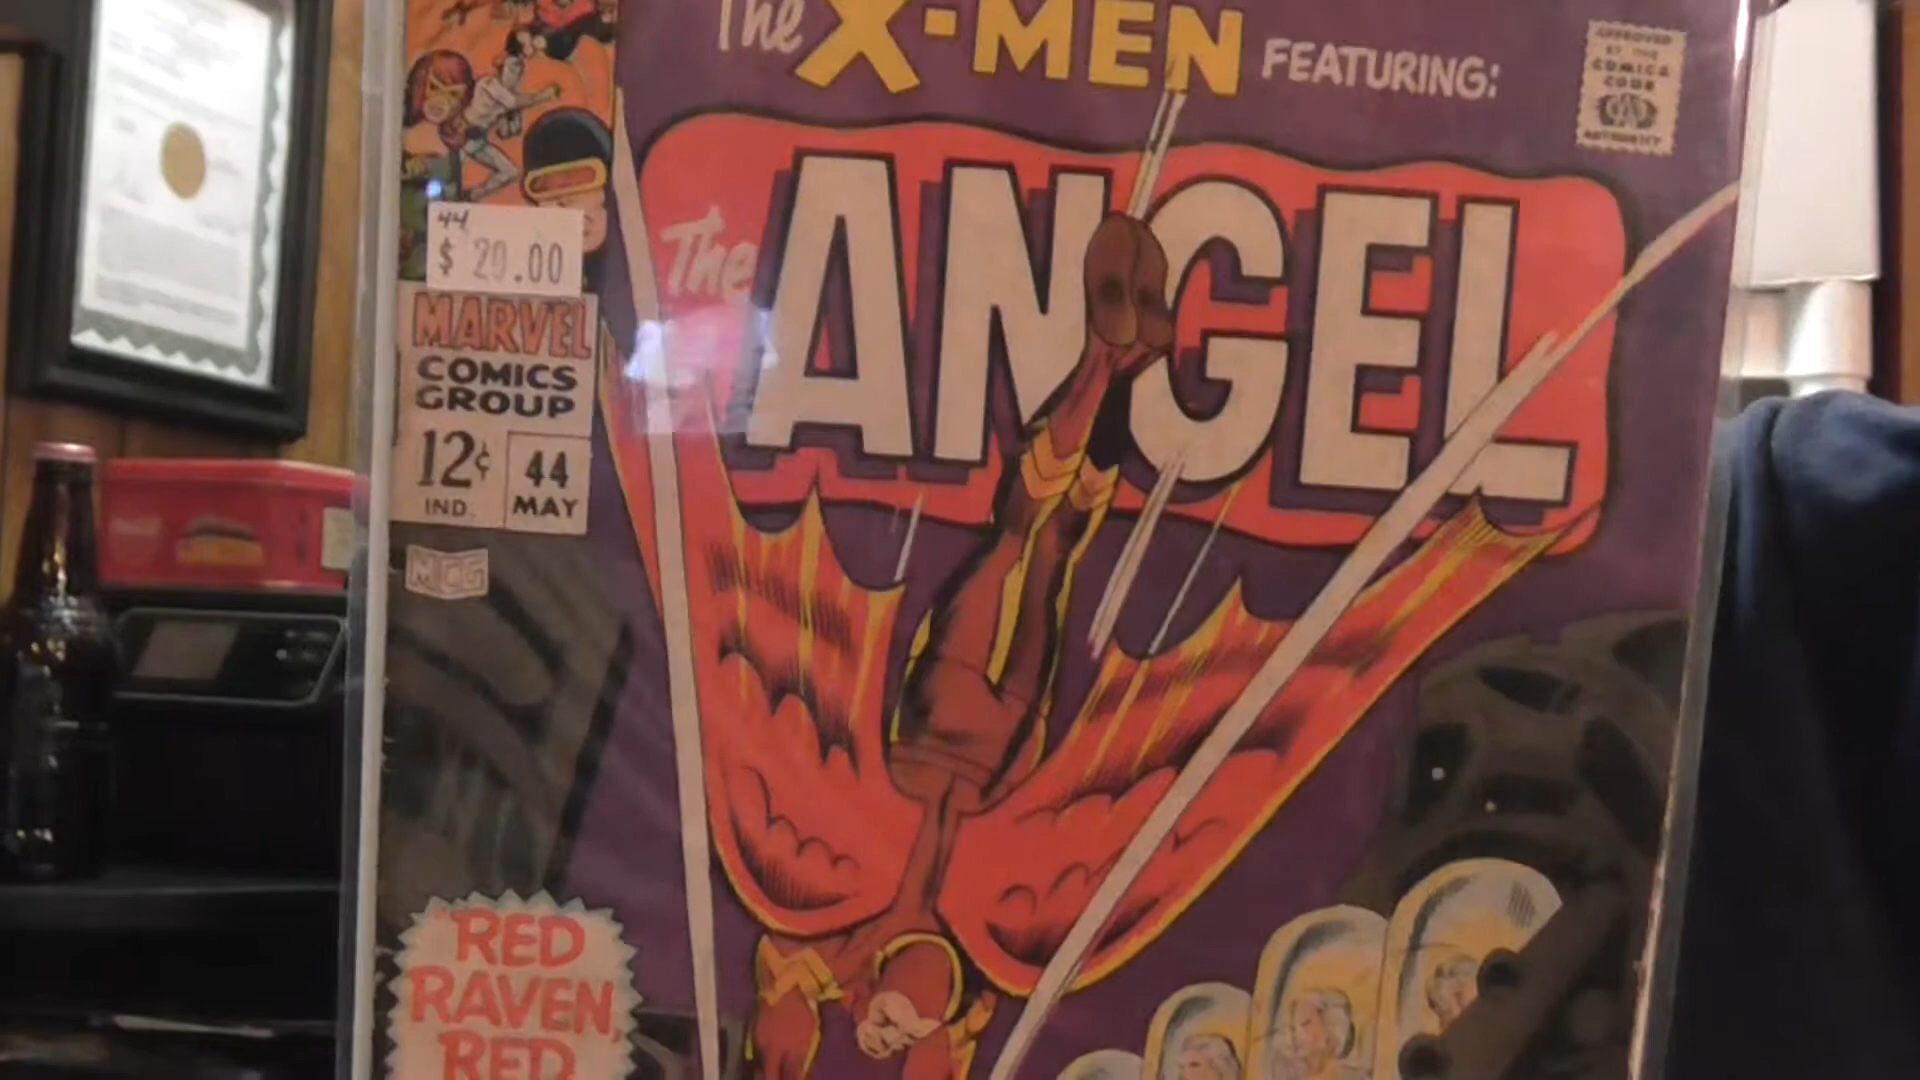 The X-MEN FEATURING:
APPROVED
BY THE
COMICS
CODE
AUTHORITY
The ANGEL
44
$ 20.00
MARVEL
COMICS
GROUP
12¢
IND.
44
MAY
MCG
"RED
RAVEN,
RED